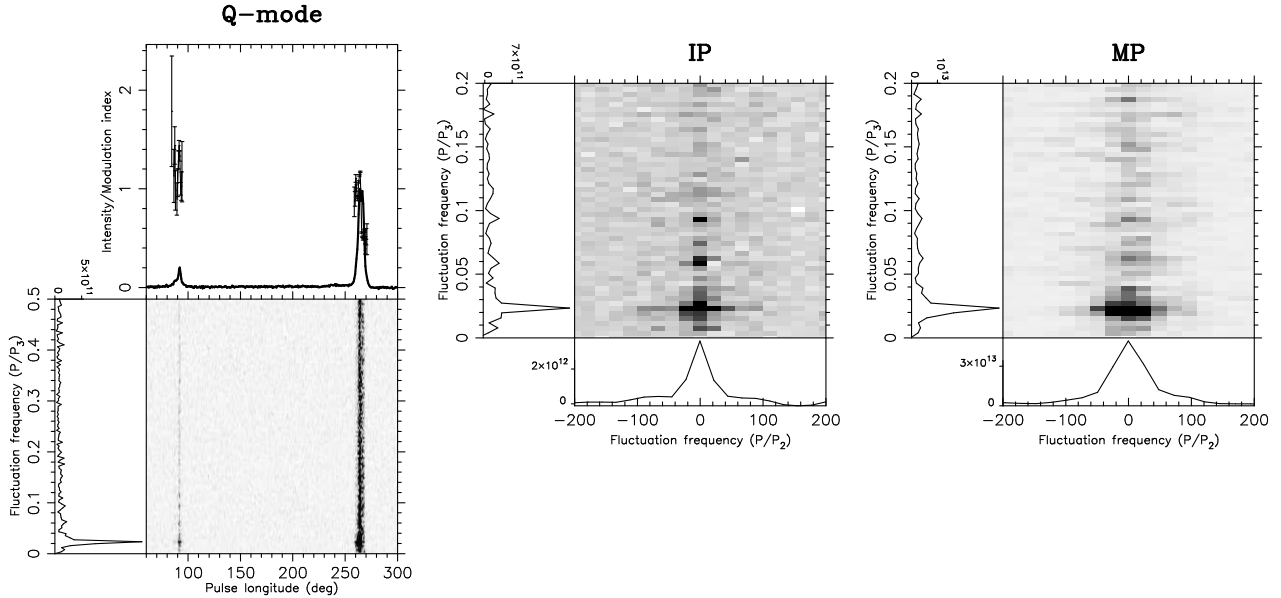 Q-mode
Intensity/Modulation index
2
1
0
5×10¹¹
0
Fluctuation frequency (P/P₃)
0.5
0.4
0.3
0.2
0.1
0
100 150 200 250 300
Pulse longitude (deg)
IP
7×10¹¹
0
Fluctuation frequency (P/P₃)
0.2
0.15
0.1
0.05
0
2×10¹²
0
−200 −100 0 100 200
Fluctuation frequency (P/P₂)
MP
10¹³
0
Fluctuation frequency (P/P₃)
0.2
0.15
0.1
0.05
0
3×10¹³
0
−200 −100 0 100 200
Fluctuation frequency (P/P₂)